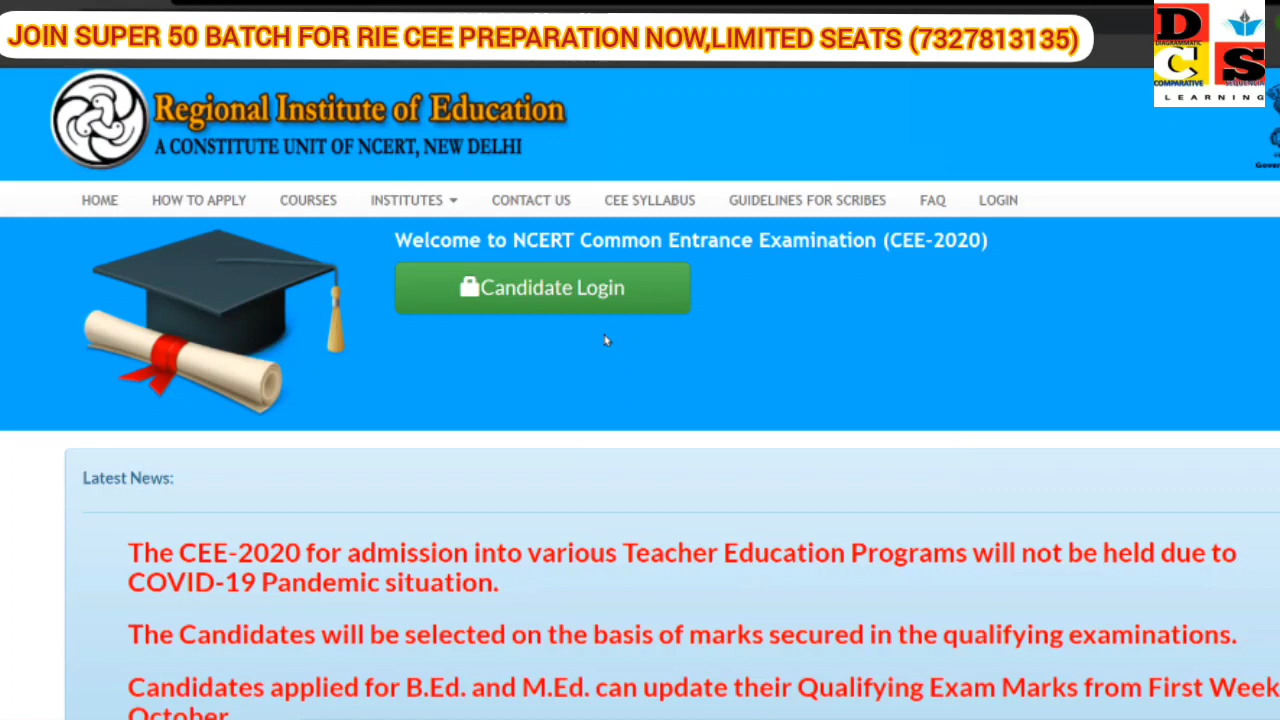 JOIN SUPER 50 BATCH FOR RIE CEE PREPARATION NOW,LIMITED SEATS (7327813135)
D
DIAGRAMMATIC
C
COMPARATIVE
S
LEARNING
Regional Institute of Education
A CONSTITUTE UNIT OF NCERT, NEW DELHI
HOME HOW TO APPLY COURSES INSTITUTES CONTACT US CEE SYLLABUS GUIDELINES FOR SCRIBES FAQ LOGIN
Welcome to NCERT Common Entrance Examination (CEE-2020)
Candidate Login
Latest News:
The CEE-2020 for admission into various Teacher Education Programs will not be held due to
COVID-19 Pandemic situation.
The Candidates will be selected on the basis of marks secured in the qualifying examinations.
Candidates applied for B.Ed. and M.Ed. can update their Qualifying Exam Marks from First Week
October